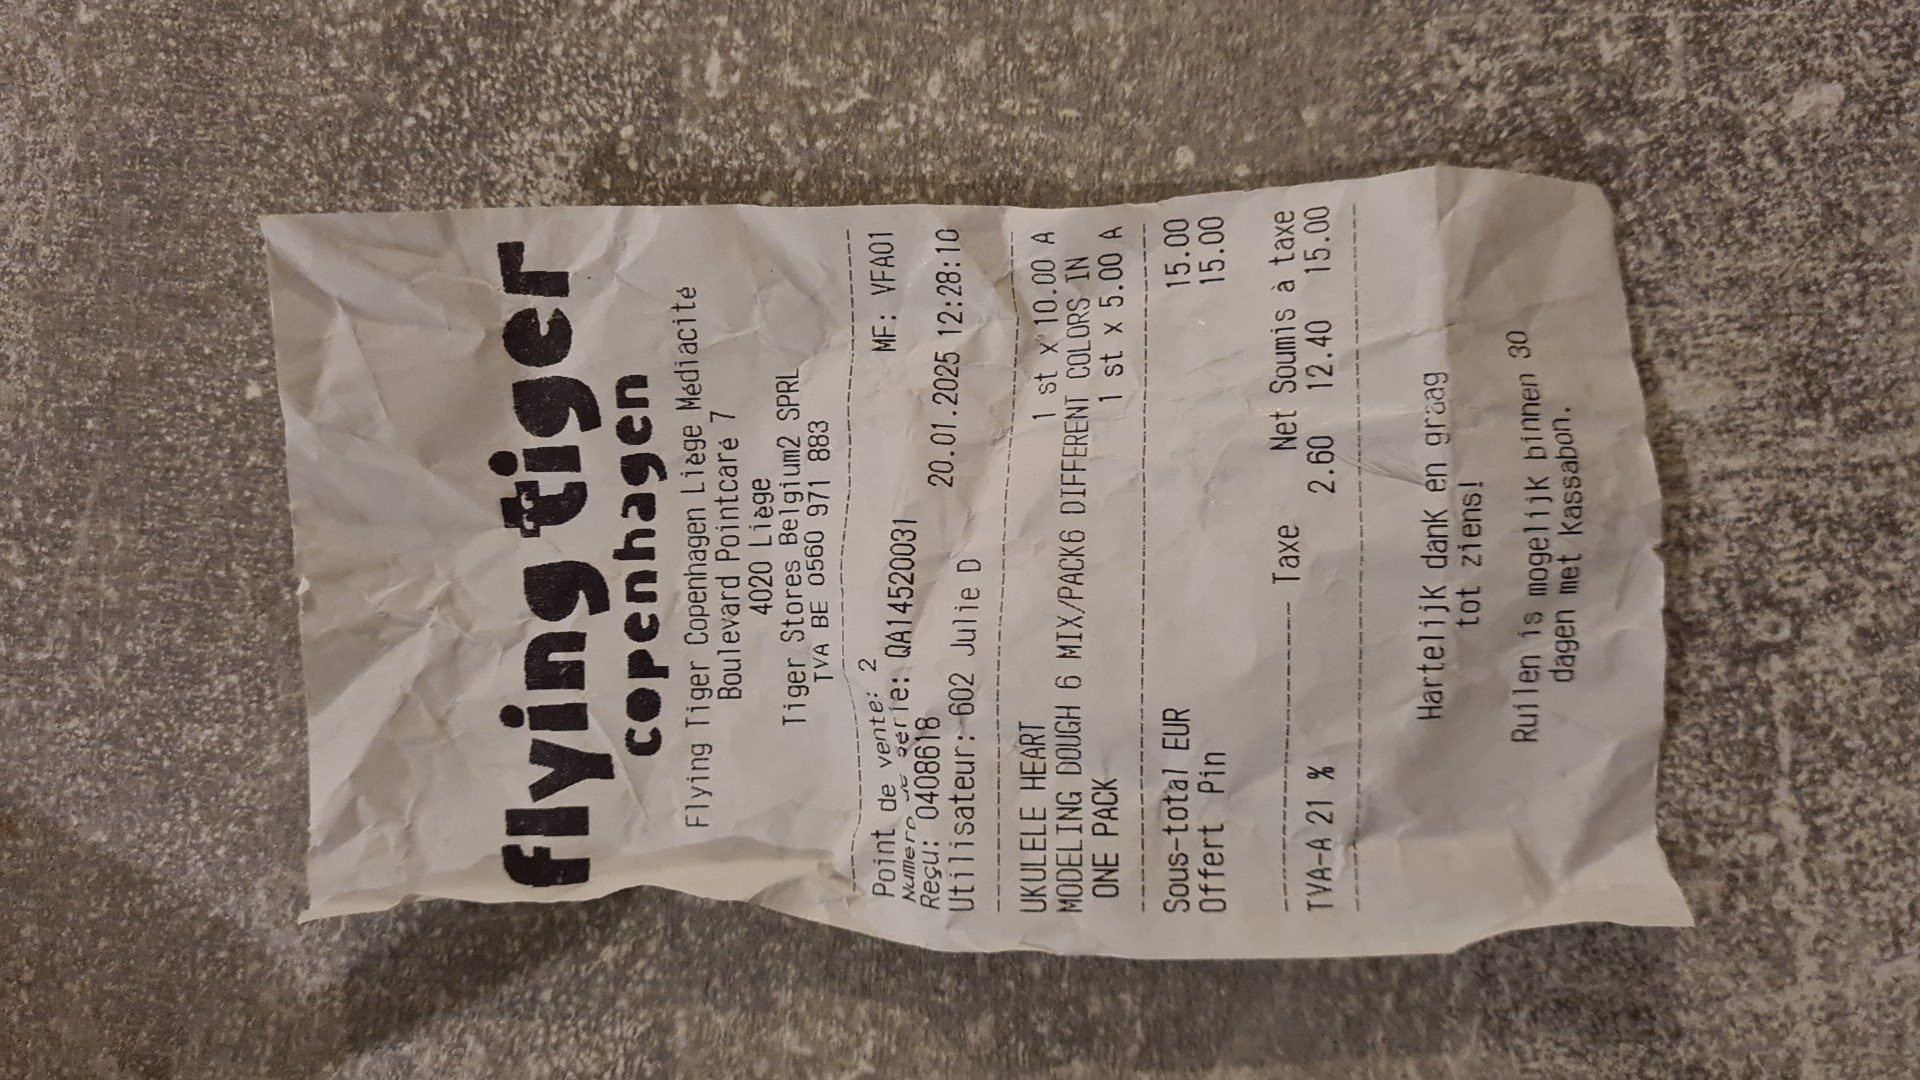 flying tiger
copenhagen
Flying Tiger Copenhagen Liège Médiacité
Boulevard Pointcaré 7
4020 Liège
Tiger Stores Belgium2 SPRL
TVA BE 0560 971 883
Point de vente: 2 MF: VFA01
Numéro de série: QA14520031
Reçu: 0408618 20.01.2025 12:28:10
Utilisateur: 602 Julie D
UKULELE HEART 1 st x 10.00 A
MODELING DOUGH 6 MIX/PACK6 DIFFERENT COLORS IN
ONE PACK 1 st x 5.00 A
Sous-total EUR 15.00
Offert Pin 15.00
Taxe Net Soumis à taxe
TVA-A 21 % 2.60 12.40 15.00
Hartelijk dank en graag
tot ziens!
Ruilen is mogelijk binnen 30
dagen met kassabon.